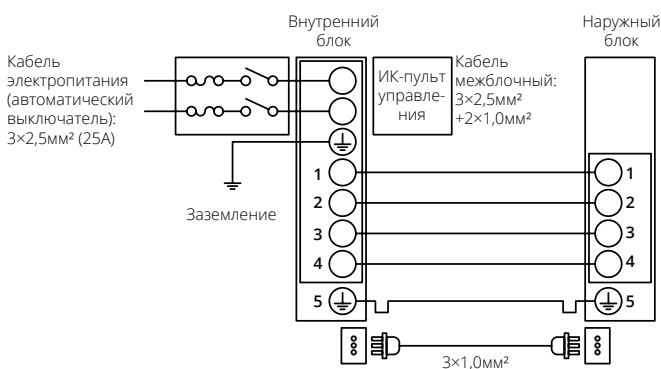 Внутренний
блок
Наружный
блок
Кабель
электропитания
(автоматический
выключатель):
3×2,5мм² (25А)
ИК-пульт
управле-
ния
Кабель
межблочный:
3×2,5мм²
+2×1,0мм²
Заземление
1
2
3
4
5
1
2
3
4
5
3×1,0мм²